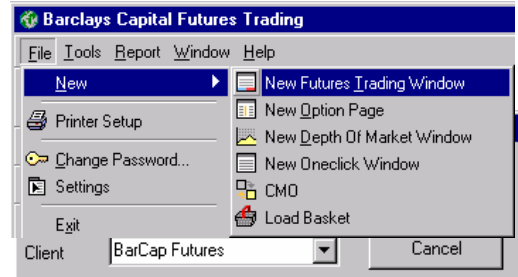 Barclays Capital Futures Trading
File Tools Report Window Help
New
Printer Setup
Change Password...
Settings
Exit
New Futures Trading Window
New Option Page
New Depth Of Market Window
New Oneclick Window
CMO
Load Basket
Client BarCap Futures Cancel